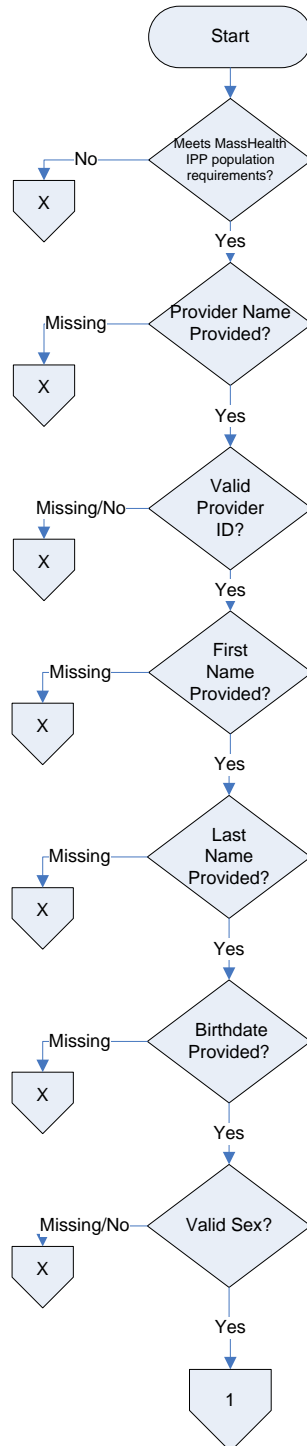 Start
Meets MassHealth
IPP population
requirements?
No
X
Yes
Provider Name
Provided?
Missing
X
Yes
Valid
Provider
ID?
Missing/No
X
Yes
First
Name
Provided?
Missing
X
Yes
Last
Name
Provided?
Missing
X
Yes
Birthdate
Provided?
Missing
X
Yes
Valid Sex?
Missing/No
X
Yes
1